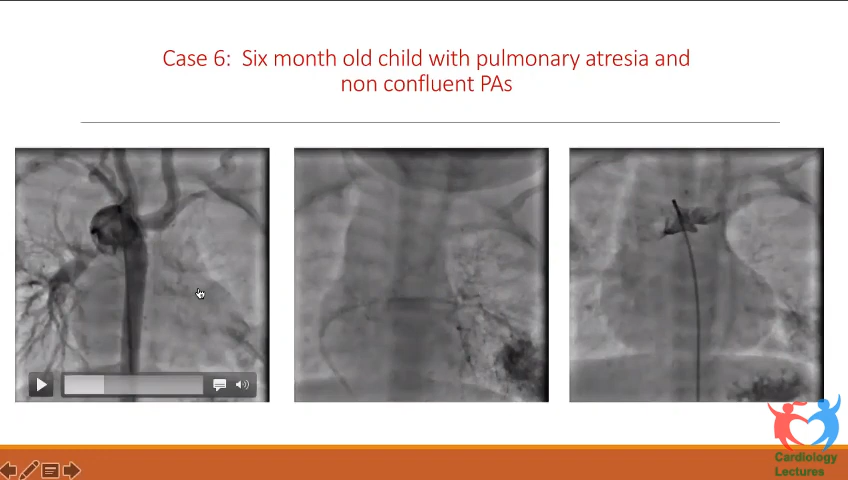 Case 6:  Six month old child with pulmonary atresia and
non confluent PAs
Cardiology
Lectures